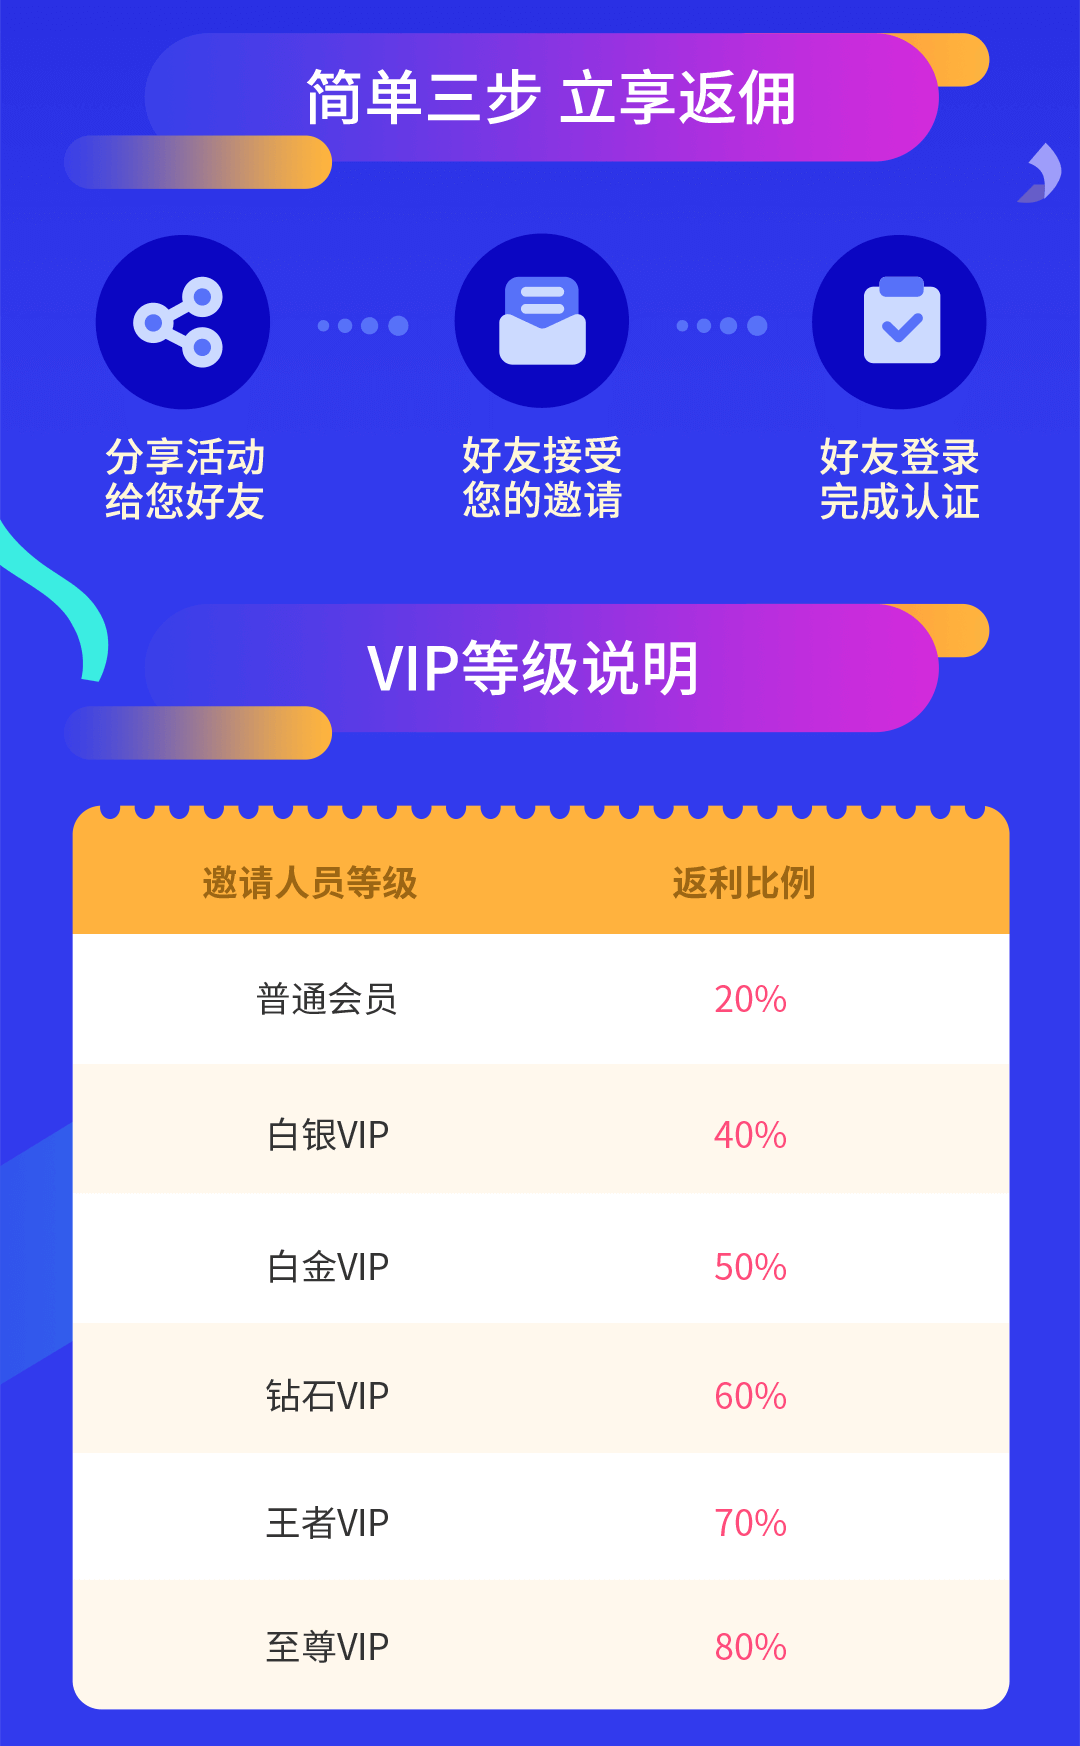 简单三步 立享返佣
分享活动
给您好友
好友接受
您的邀请
好友登录
完成认证
VIP等级说明
邀请人员等级 返利比例
普通会员 20%
白银VIP 40%
白金VIP 50%
钻石VIP 60%
王者VIP 70%
至尊VIP 80%